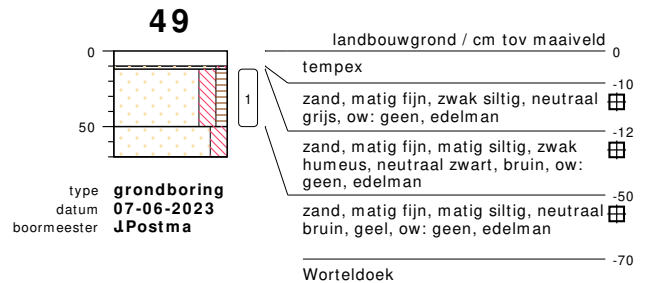 49
landbouwgrond / cm tov maaiveld
0
0
tempex
-10
zand, matig fijn, zwak siltig, neutraal
grijs, ow: geen, edelman
-12
1
50
zand, matig fijn, matig siltig, zwak
humeus, neutraal zwart, bruin, ow:
geen, edelman
-50
zand, matig fijn, matig siltig, neutraal
bruin, geel, ow: geen, edelman
-70
Worteldoek
type grondboring
datum 07-06-2023
boormeester J.Postma